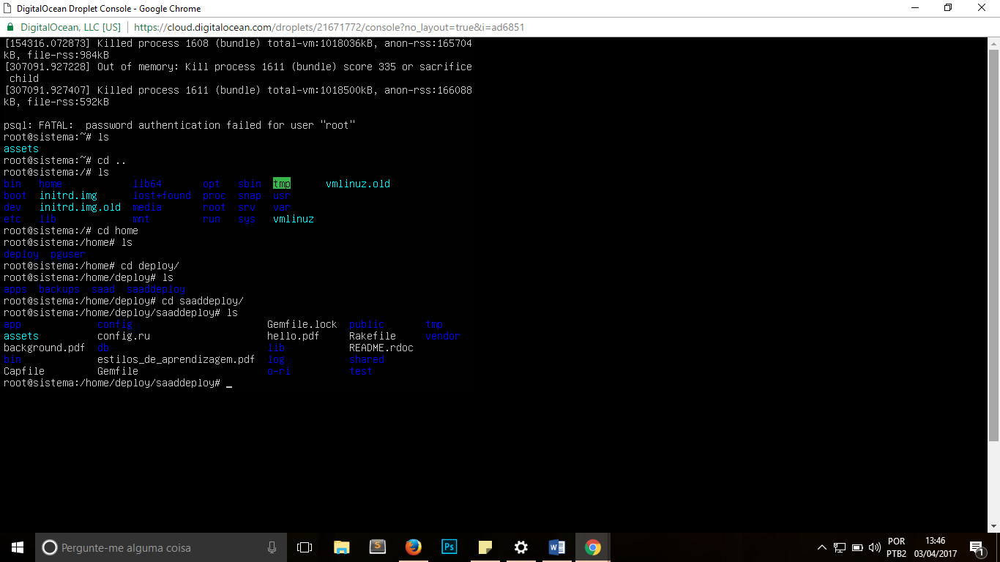 DigitalOcean Droplet Console - Google Chrome
DigitalOcean, LLC [US] https://cloud.digitalocean.com/droplets/21671772/console?no_layout=true&i=ad6851
[154316.072873] Killed process 1608 (bundle) total-vm:1018036kB, anon-rss:165704
kB, file-rss:984kB
[307091.927228] Out of memory: Kill process 1611 (bundle) score 335 or sacrifice
 child
[307091.927407] Killed process 1611 (bundle) total-vm:1018500kB, anon-rss:166088
kB, file-rss:592kB
psql: FATAL:  password authentication failed for user "root"
root@sistema:~# ls
assets
root@sistema:~# cd ..
root@sistema:/# ls
bin   home            lib64       opt   sbin  tmp      vmlinuz.old
boot  initrd.img      lost+found  proc  snap  usr
dev   initrd.img.old  media       root  srv   var
etc   lib             mnt         run   sys   vmlinuz
root@sistema:/# cd home
root@sistema:/home# ls
deploy  pguser
root@sistema:/home# cd deploy/
root@sistema:/home/deploy# ls
apps  backups  saad  saaddeploy
root@sistema:/home/deploy# cd saaddeploy/
root@sistema:/home/deploy/saaddeploy# ls
app             config                       Gemfile.lock  public       tmp
assets          config.ru                    hello.pdf     Rakefile     vendor
background.pdf  db                           lib           README.rdoc
bin             estilos_de_aprendizagem.pdf  log           shared
Capfile         Gemfile                      o-ri          test
root@sistema:/home/deploy/saaddeploy# _
Pergunte-me alguma coisa
S
Ps
W
POR
PTB2
13:46
03/04/2017
1